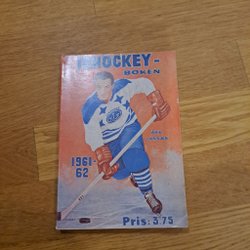 HOCKEY-
BOKEN
1961-
62
Pris: 3.75